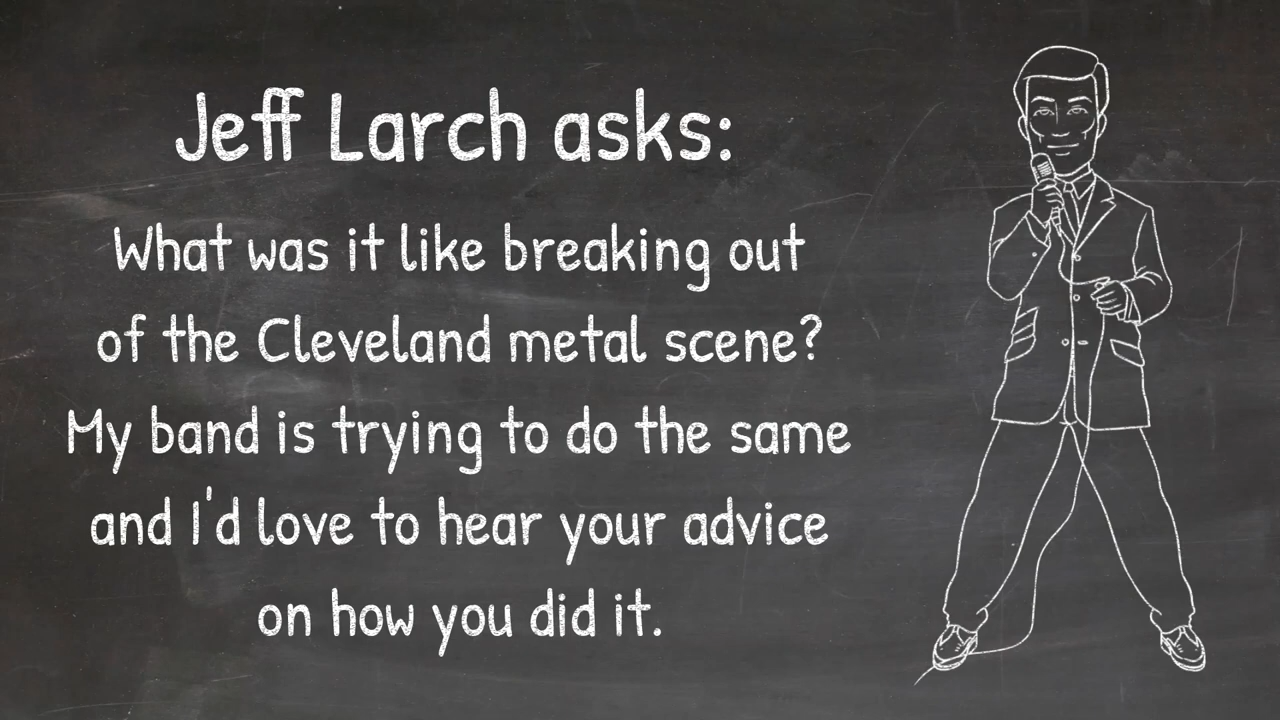 Jeff Larch asks:
What was it like breaking out
of the Cleveland metal scene?
My band is trying to do the same
and I'd love to hear your advice
on how you did it.